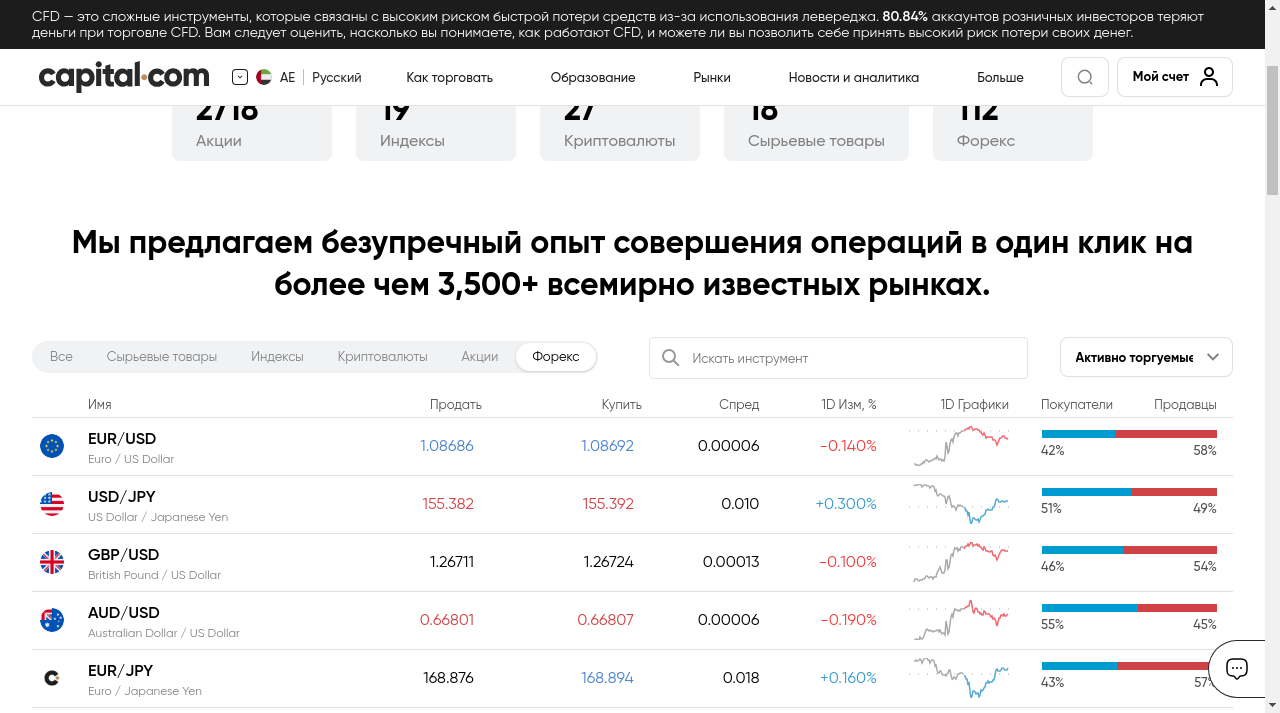 CFD — это сложные инструменты, которые связаны с высоким риском быстрой потери средств из-за использования левереджа. 80.84% аккаунтов розничных инвесторов теряют
деньги при торговле CFD. Вам следует оценить, насколько вы понимаете, как работают CFD, и можете ли вы позволить себе принять высокий риск потери своих денег.
capital.com AE Русский Как торговать Образование Рынки Новости и аналитика Больше Мой счет
2718 19 27 18 112
Акции Индексы Криптовалюты Сырьевые товары Форекс
Мы предлагаем безупречный опыт совершения операций в один клик на
более чем 3,500+ всемирно известных рынках.
Все Сырьевые товары Индексы Криптовалюты Акции Форекс Искать инструмент Активно торгуемые
Имя Продать Купить Спред 1D Изм, % 1D Графики Покупатели Продавцы
EUR/USD 1.08686 1.08692 0.00006 -0.140%
Euro / US Dollar 42% 58%
USD/JPY 155.382 155.392 0.010 +0.300%
US Dollar / Japanese Yen 51% 49%
GBP/USD 1.26711 1.26724 0.00013 -0.100%
British Pound / US Dollar 46% 54%
AUD/USD 0.66801 0.66807 0.00006 -0.190%
Australian Dollar / US Dollar 55% 45%
EUR/JPY 168.876 168.894 0.018 +0.160%
Euro / Japanese Yen 43% 57%